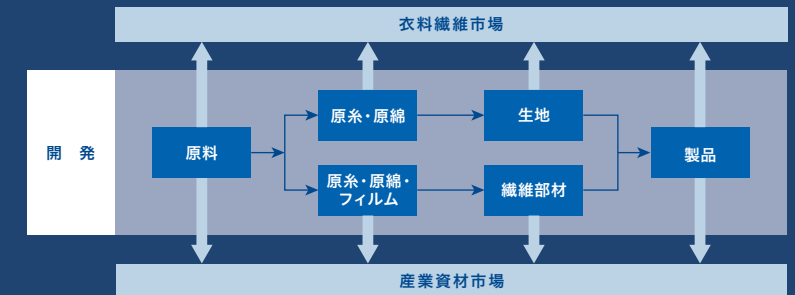 衣料繊維市場
開 発
原料
原糸・原綿
生地
原糸・原綿・
フィルム
繊維部材
製品
産業資材市場